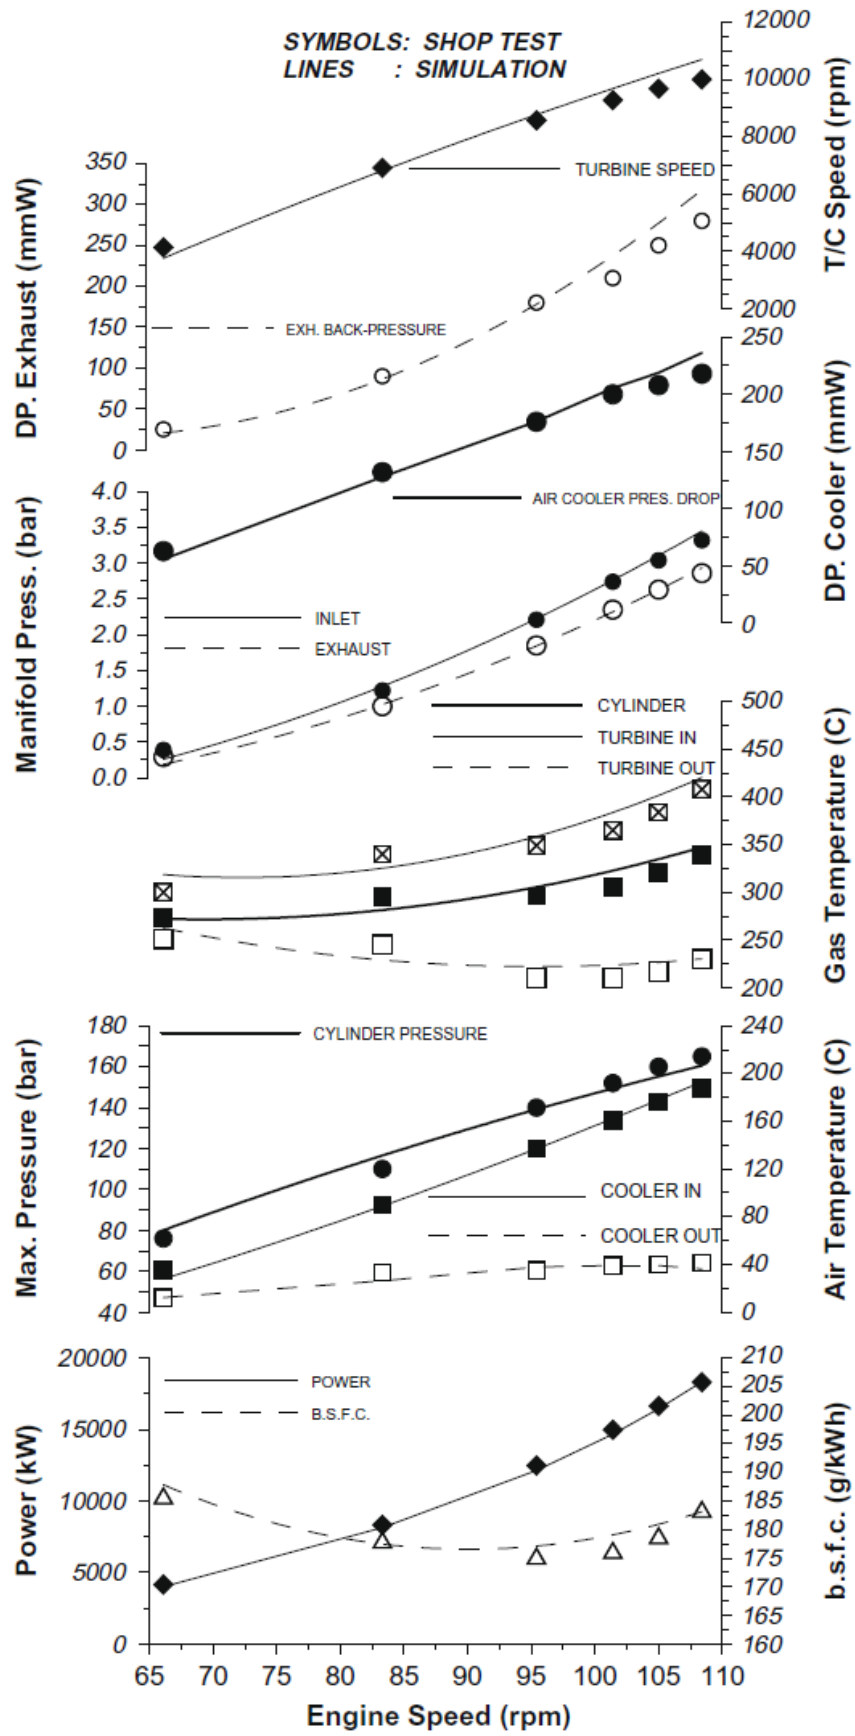 SYMBOLS: SHOP TEST
LINES : SIMULATION
12000
10000
8000
6000
4000
2000
T/C Speed (rpm)
TURBINE SPEED
350
300
250
200
150
100
50
0
DP. Exhaust (mmW)
EXH. BACK-PRESSURE
250
200
150
100
50
0
DP. Cooler (mmW)
AIR COOLER PRES. DROP
4.0
3.5
3.0
2.5
2.0
1.5
1.0
0.5
0.0
Manifold Press. (bar)
INLET
EXHAUST
CYLINDER
TURBINE IN
TURBINE OUT
500
450
400
350
300
250
200
Gas Temperature (C)
180
160
140
120
100
80
60
40
Max. Pressure (bar)
CYLINDER PRESSURE
240
200
160
120
80
40
0
Air Temperature (C)
COOLER IN
COOLER OUT
20000
15000
10000
5000
0
Power (kW)
POWER
B.S.F.C.
210
205
200
195
190
185
180
175
170
165
160
b.s.f.c. (g/kWh)
65 70 80 85 90 95 100 105 110
Engine Speed (rpm)